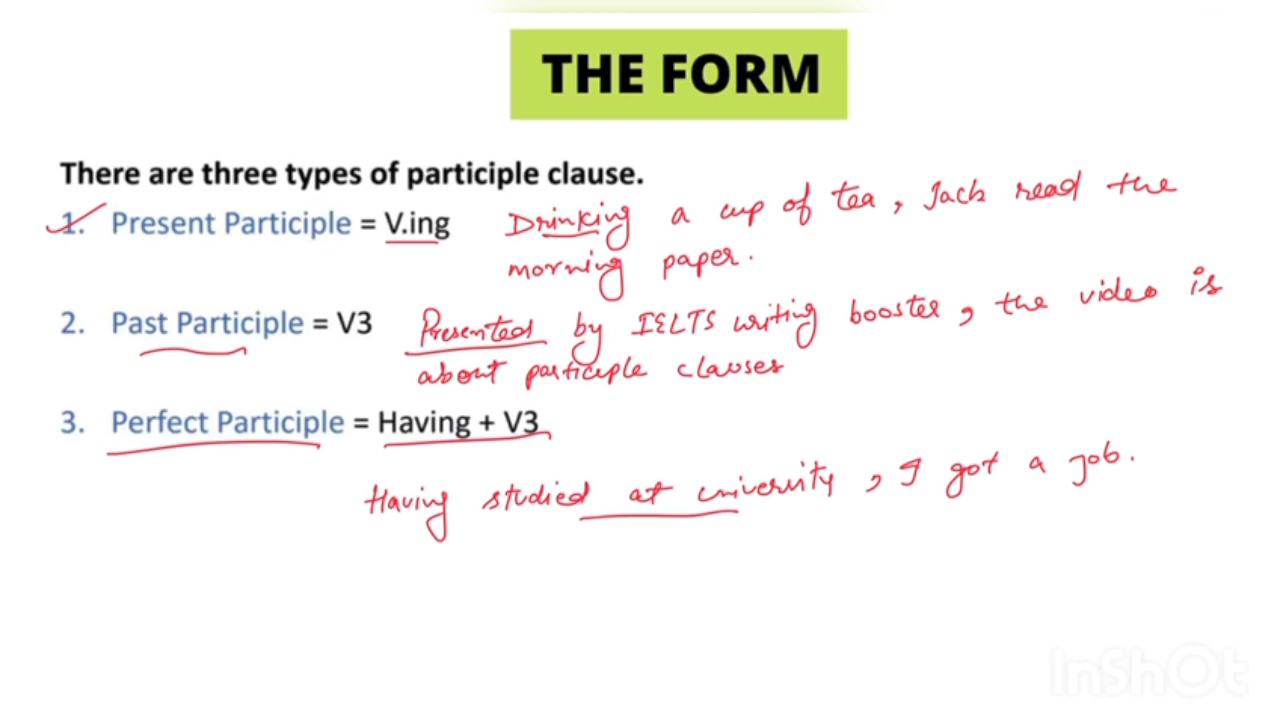 THE FORM
There are three types of participle clause.
1. Present Participle = V.ing Drinking a cup of tea, Jack read the
morning paper.
2. Past Participle = V3 Presented by IELTS writing booster, the video is
about participle clauses
3. Perfect Participle = Having + V3
Having studied at university, I got a job.
InShOt